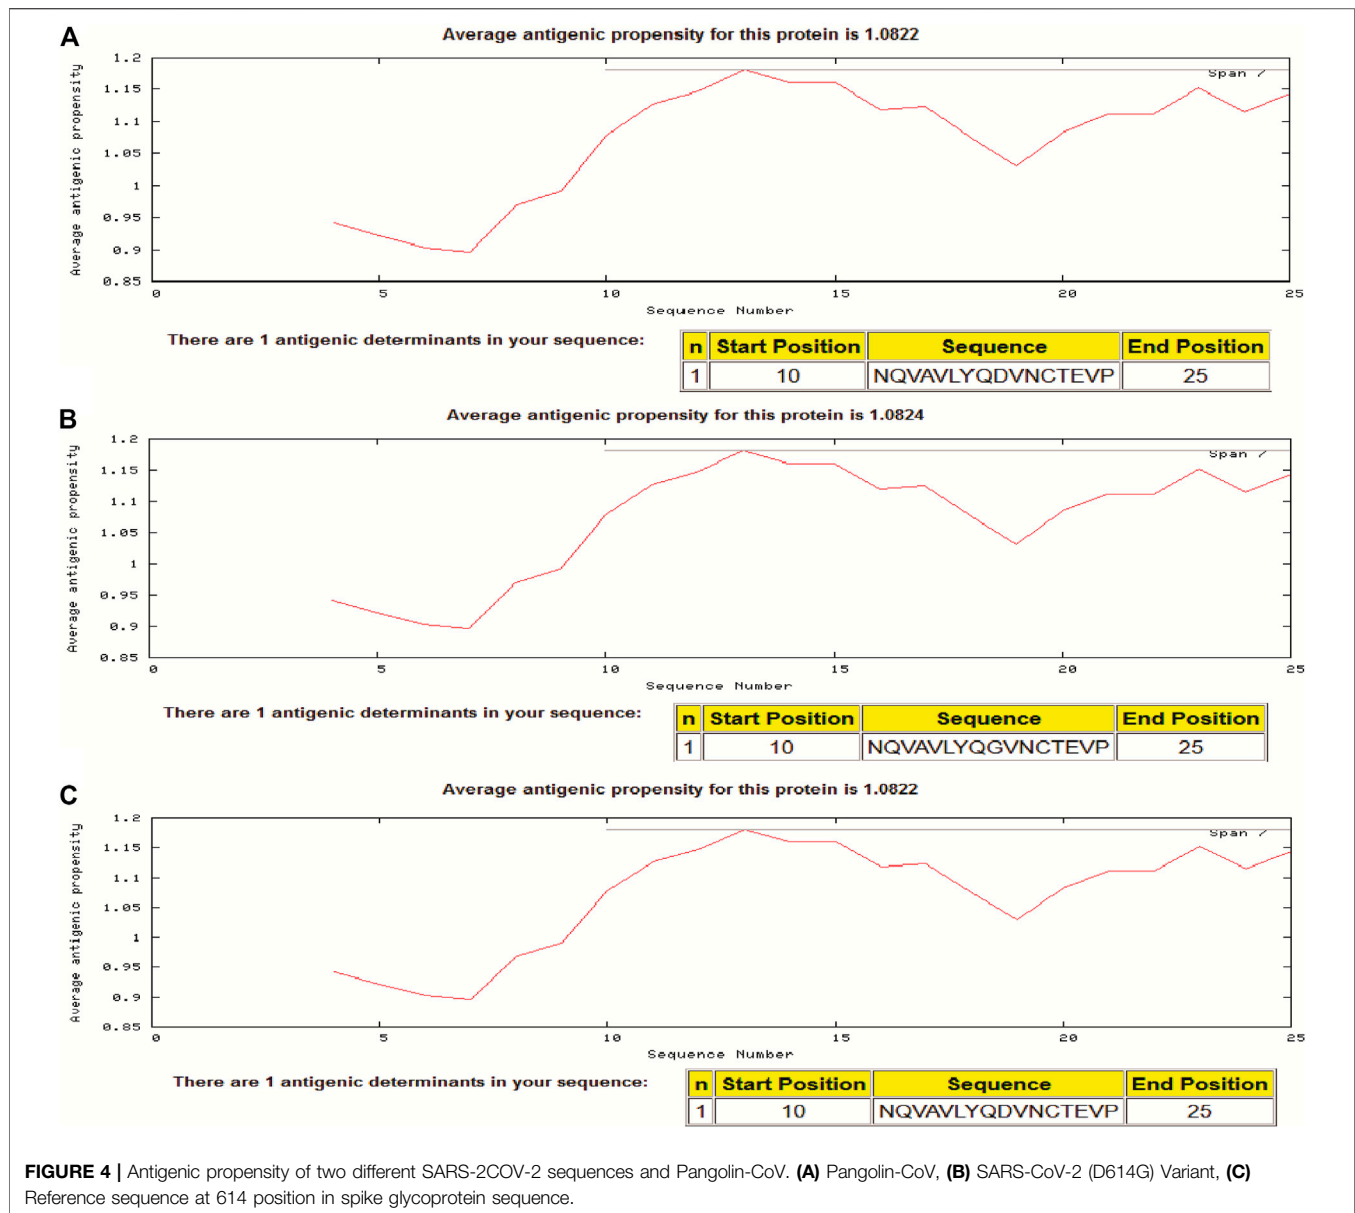 A
Average antigenic propensity for this protein is 1.0822
Average antigenic propensity
1.2
1.15
1.1
1.05
1
0.95
0.9
0.85
Span 7
0 5 10 15 20 25
Sequence Number
There are 1 antigenic determinants in your sequence:
n Start Position Sequence End Position
1 10 NQVAVLYQDVNCTEVP 25
B
Average antigenic propensity for this protein is 1.0824
Average antigenic propensity
1.2
1.15
1.1
1.05
1
0.95
0.9
0.85
Span 7
0 5 10 15 20 25
Sequence Number
There are 1 antigenic determinants in your sequence:
n Start Position Sequence End Position
1 10 NQVAVLYQGVNCTEVP 25
C
Average antigenic propensity for this protein is 1.0822
Average antigenic propensity
1.2
1.15
1.1
1.05
1
0.95
0.9
0.85
Span 7
0 5 10 15 20 25
Sequence Number
There are 1 antigenic determinants in your sequence:
n Start Position Sequence End Position
1 10 NQVAVLYQDVNCTEVP 25
FIGURE 4 | Antigenic propensity of two different SARS-2COV-2 sequences and Pangolin-CoV. (A) Pangolin-CoV, (B) SARS-CoV-2 (D614G) Variant, (C)
Reference sequence at 614 position in spike glycoprotein sequence.